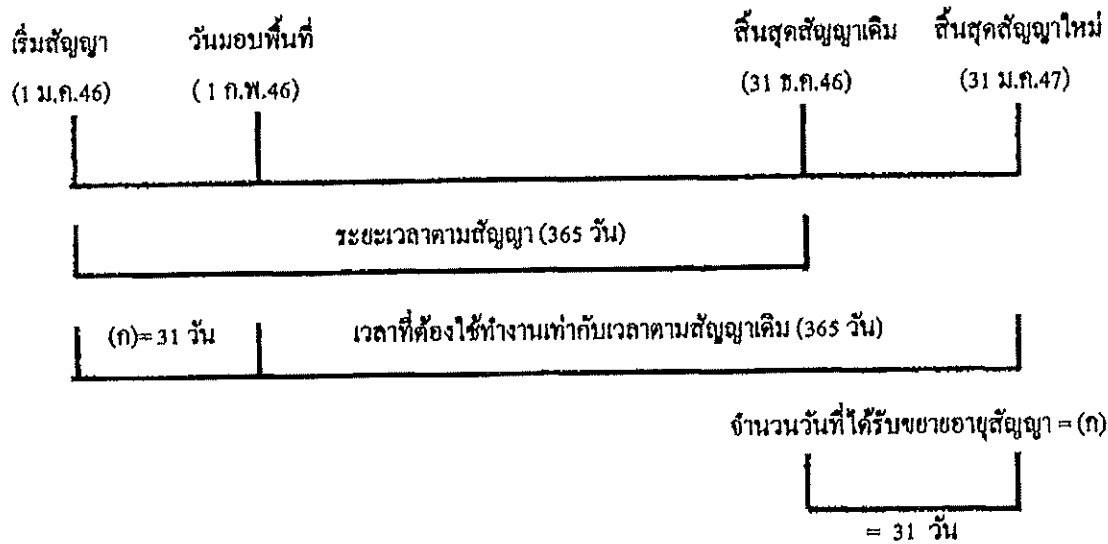 เริ่มสัญญา วันมอบพื้นที่ สิ้นสุดสัญญาเดิม สิ้นสุดสัญญาใหม่
(1 ม.ค.46) ( 1 ก.พ.46) (31 ธ.ค.46) (31 ม.ค.47)
ระยะเวลาตามสัญญา (365 วัน)
(ก)= 31 วัน เวลาที่ต้องใช้ทำงานเท่ากับเวลาตามสัญญาเดิม (365 วัน)
จำนวนวันที่ได้รับขยายอายุสัญญา = (ก)
= 31 วัน